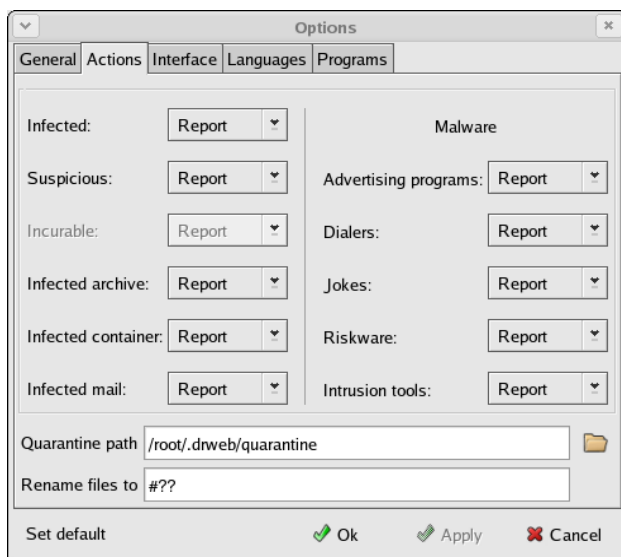 Options
General Actions Interface Languages Programs
Infected: Report
Malware
Suspicious: Report
Advertising programs: Report
Incurable: Report
Dialers: Report
Infected archive: Report
Jokes: Report
Infected container: Report
Riskware: Report
Infected mail: Report
Intrusion tools: Report
Quarantine path /root/.drweb/quarantine
Rename files to #??
Set default Ok Apply Cancel